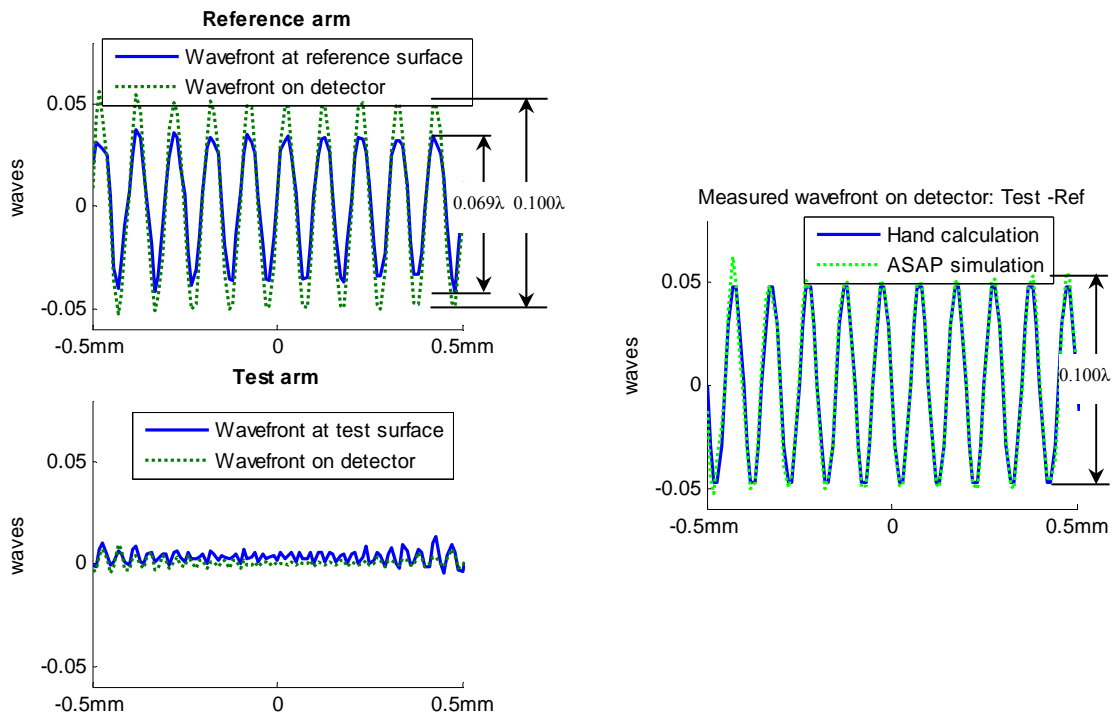 Reference arm
Wavefront at reference surface
Wavefront on detector
0.05
0
-0.05
waves
0.069λ
0.100λ
-0.5mm
0
0.5mm
Test arm
Wavefront at test surface
Wavefront on detector
0.05
0
-0.05
waves
-0.5mm
0
0.5mm
Measured wavefront on detector: Test -Ref
Hand calculation
ASAP simulation
0.05
0
-0.05
waves
0.100λ
-0.5mm
0
0.5mm